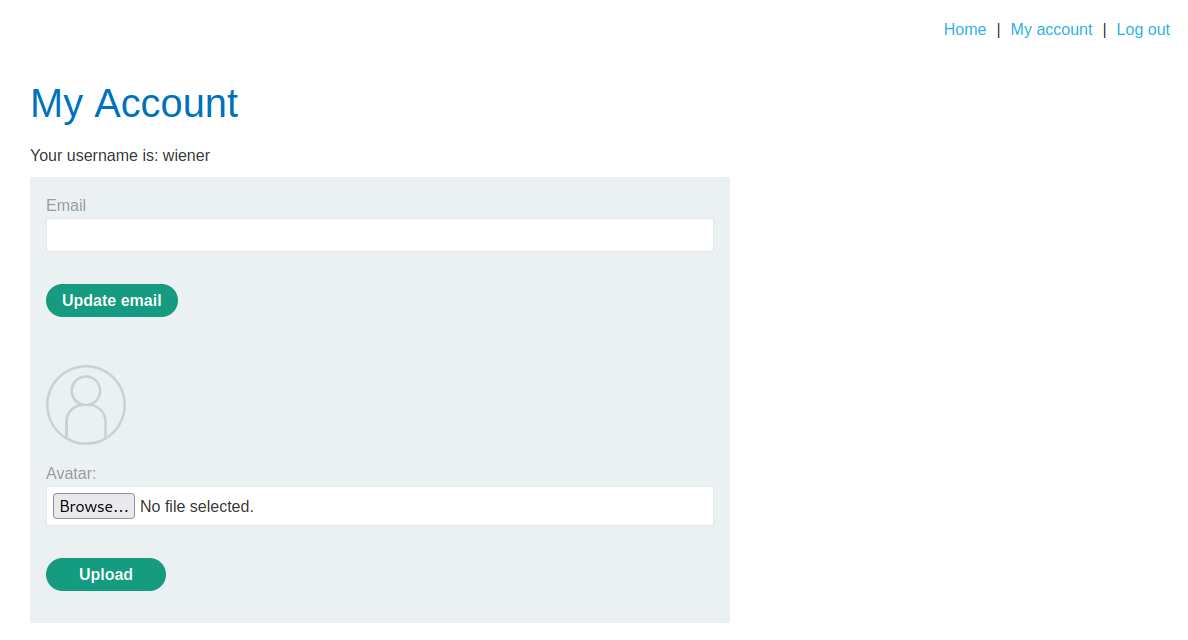 Home | My account | Log out
My Account
Your username is: wiener
Email
Update email
Avatar:
Browse... No file selected.
Upload